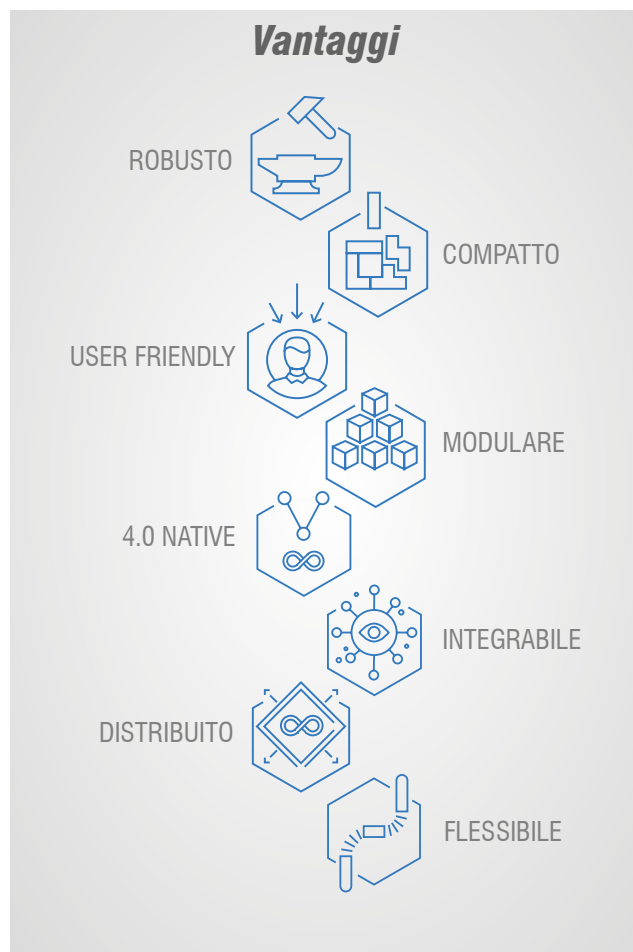 Vantaggi
ROBUSTO
COMPATTO
USER FRIENDLY
MODULARE
4.0 NATIVE
INTEGRABILE
DISTRIBUITO
FLESSIBILE